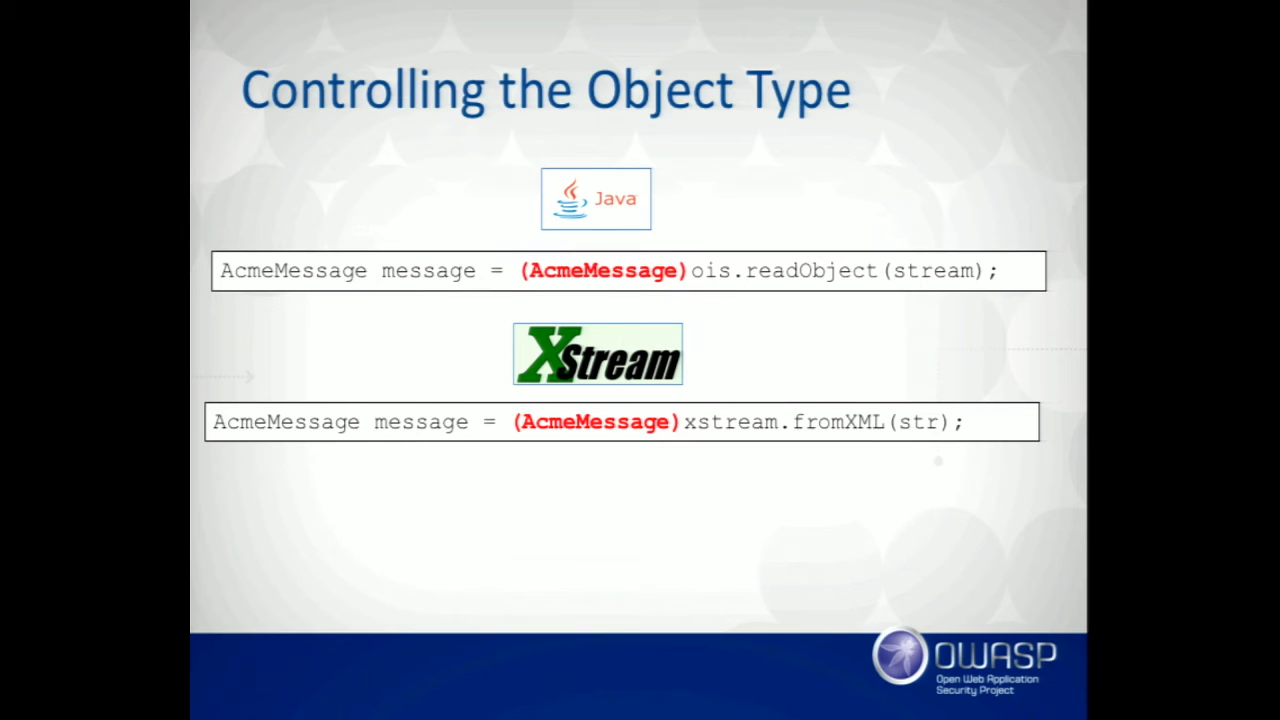 Controlling the Object Type
Java
AcmeMessage message = (AcmeMessage)ois.readObject(stream);
XStream
AcmeMessage message = (AcmeMessage)xstream.fromXML(str);
OWASP
Open Web Application
Security Project